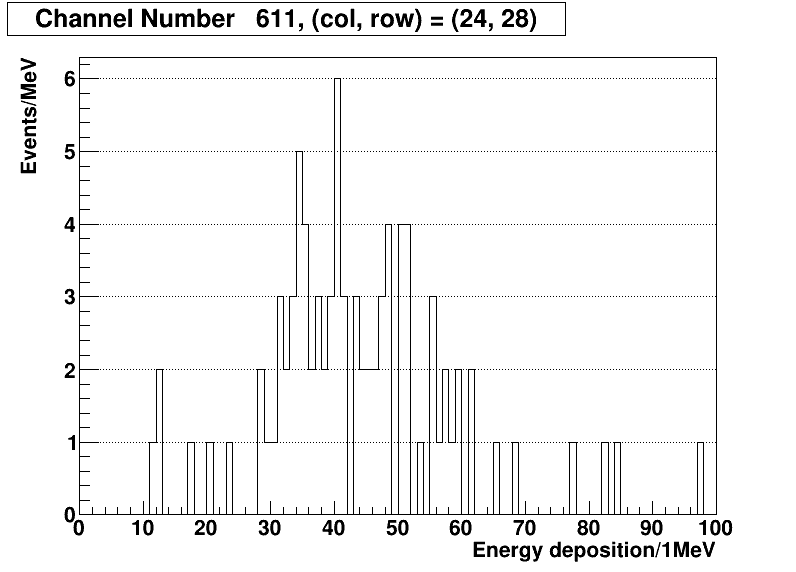 Channel Number 611, (col, row) = (24, 28)
Events/MeV
6
5
4
3
2
1
0
0 10 20 30 40 50 60 70 80 90 100
Energy deposition/1MeV